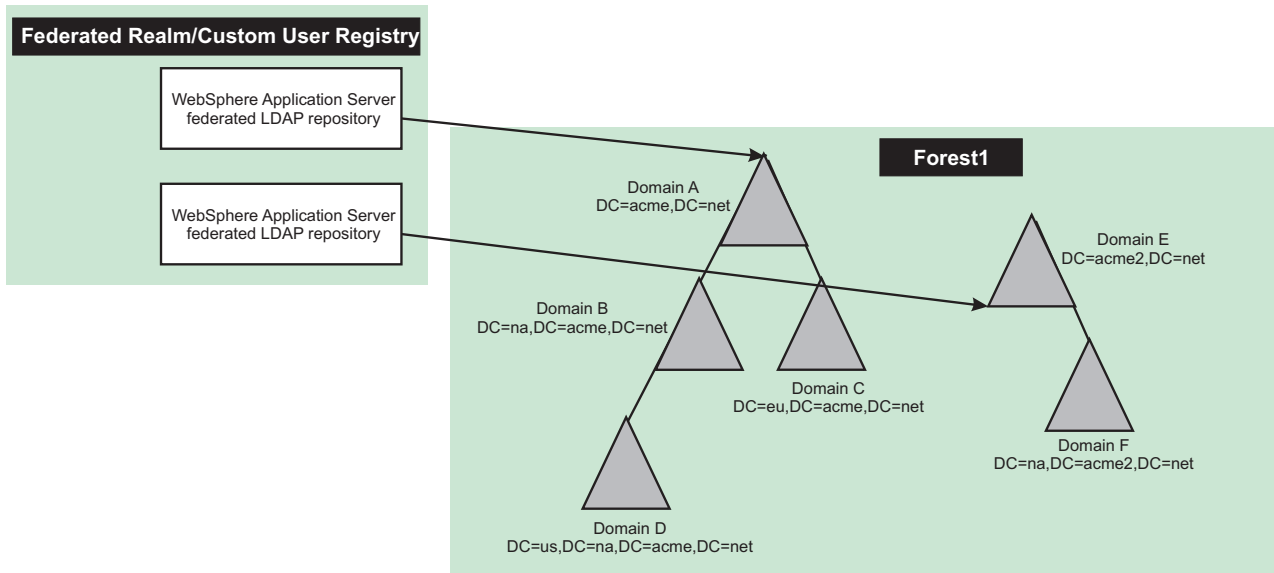 Federated Realm/Custom User Registry
WebSphere Application Server
federated LDAP repository
WebSphere Application Server
federated LDAP repository
Forest1
Domain A
DC=acme,DC=net
Domain E
DC=acme2,DC=net
Domain B
DC=na,DC=acme,DC=net
Domain C
DC=eu,DC=acme,DC=net
Domain F
DC=na,DC=acme2,DC=net
Domain D
DC=us,DC=na,DC=acme,DC=net